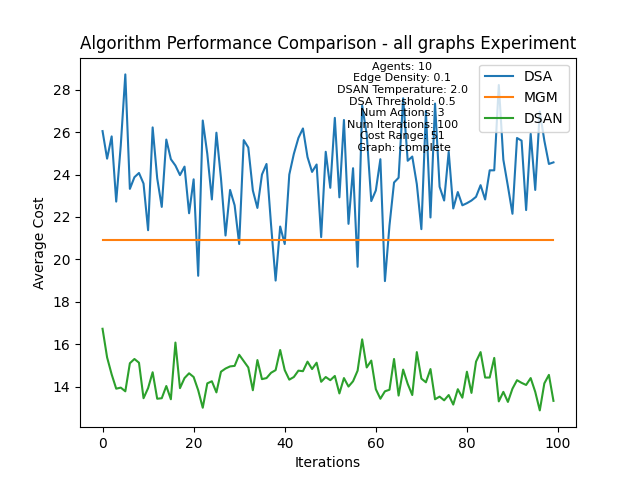 Algorithm Performance Comparison - all graphs Experiment
Agents: 10
Edge Density: 0.1
DSAN Temperature: 2.0
DSA Threshold: 0.5
Num Actions: 3
Num Iterations: 100
Cost Range: 51
Graph: complete
DSA
MGM
DSAN
28
26
24
22
20
18
16
14
Average Cost
0
20
40
60
80
100
Iterations